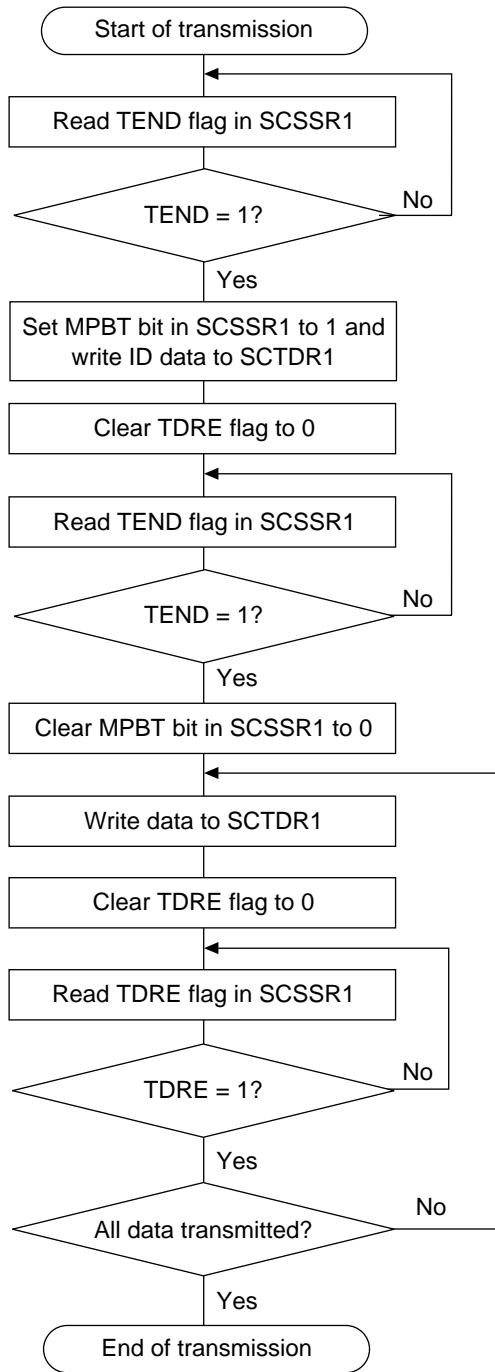 Start of transmission
Read TEND flag in SCSSR1
TEND = 1?
No
Yes
Set MPBT bit in SCSSR1 to 1 and
write ID data to SCTDR1
Clear TDRE flag to 0
Read TEND flag in SCSSR1
TEND = 1?
No
Yes
Clear MPBT bit in SCSSR1 to 0
Write data to SCTDR1
Clear TDRE flag to 0
Read TDRE flag in SCSSR1
TDRE = 1?
No
Yes
All data transmitted?
No
Yes
End of transmission